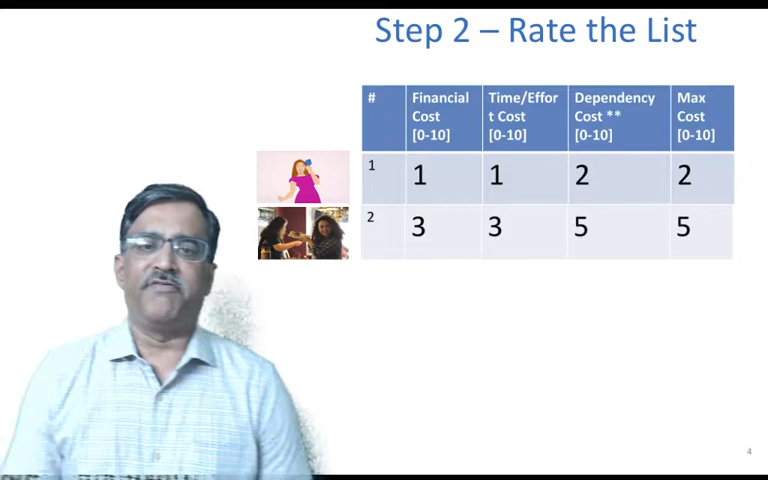 Step 2 – Rate the List
# Financial Cost [0-10] Time/Effor t Cost [0-10] Dependency Cost ** [0-10] Max Cost [0-10]
1 1 1 2 2
2 3 3 5 5
4